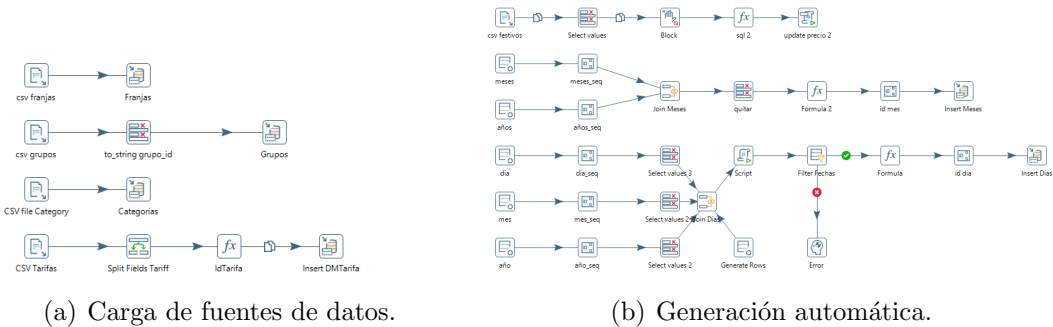 csv franjas
Franjas
csv grupos
to_string grupo_id
Grupos
CSV file Category
Categorias
CSV Tarifas
Split Fields Tariff
fx
IdTarifa
Insert DMTarifa
(a) Carga de fuentes de datos.
csv festivos
Select values
Block
fx
sql 2
update precio 2
meses
meses_seq
años
años_seq
Join Meses
quitar
fx
Formula 2
id mes
Insert Meses
dia
dia_seq
Select values 3
Script
Filter Fechas
fx
Formula
id dia
Insert Dias
mes
mes_seq
Select values 2
Join Dias
año
año_seq
Select values 2
Generate Rows
Error
(b) Generación automática.